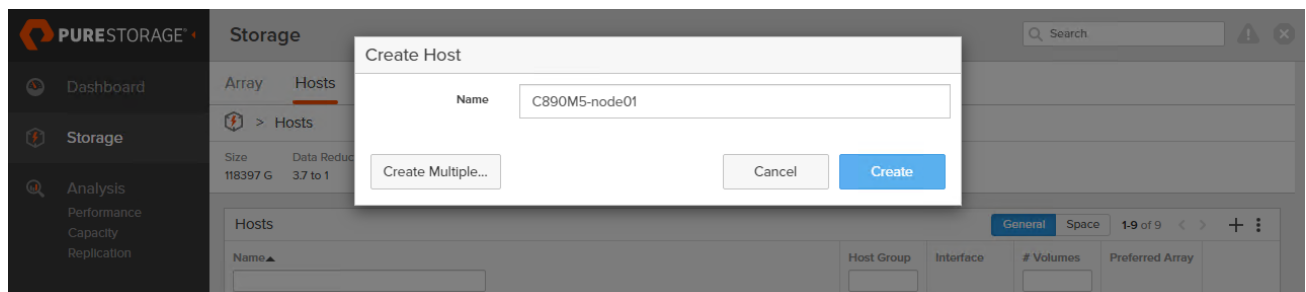 PURESTORAGE®
Storage
Search
Create Host
Name
C890M5-node01
Create Multiple...
Cancel
Create
Dashboard
Storage
Analysis
Performance
Capacity
Replication
Array Hosts
> Hosts
Size Data Reduc
118397 G 3.7 to 1
Hosts
General Space 1-9 of 9 < > +
Name▲ Host Group Interface # Volumes Preferred Array